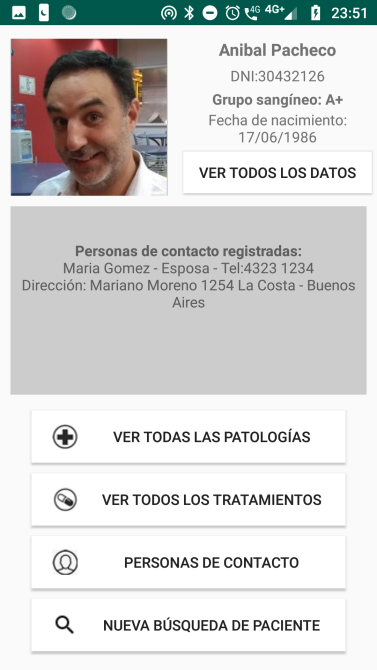 4G 4G+ 23:51
Anibal Pacheco
DNI:30432126
Grupo sangíneo: A+
Fecha de nacimiento:
17/06/1986
VER TODOS LOS DATOS
Personas de contacto registradas:
Maria Gomez - Esposa - Tel:4323 1234
Dirección: Mariano Moreno 1254 La Costa - Buenos
Aires
VER TODAS LAS PATOLOGÍAS
VER TODOS LOS TRATAMIENTOS
PERSONAS DE CONTACTO
NUEVA BÚSQUEDA DE PACIENTE